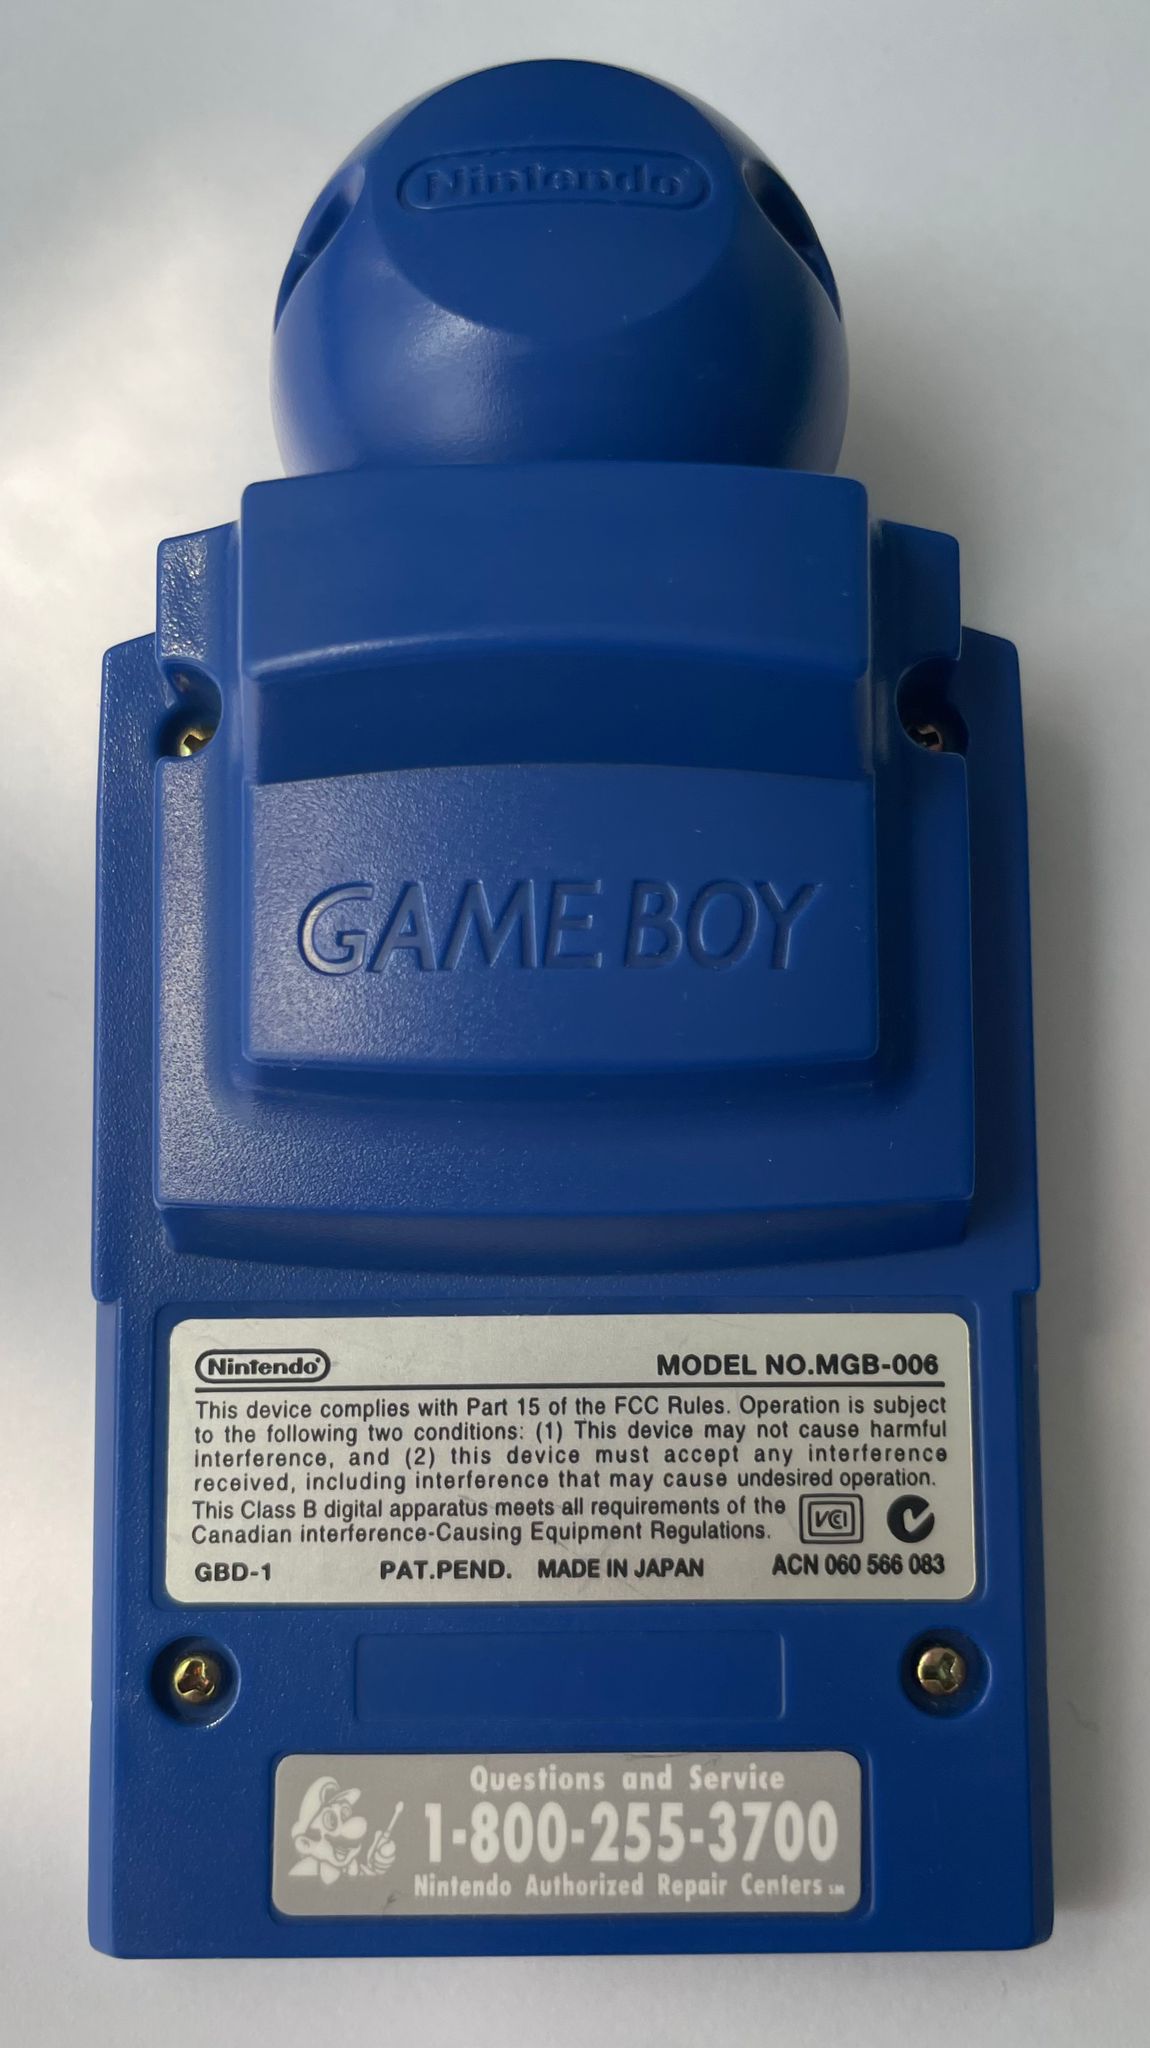 Nintendo®
GAME BOY
Nintendo® MODEL NO.MGB-006
This device complies with Part 15 of the FCC Rules. Operation is subject
to the following two conditions: (1) This device may not cause harmful
interference, and (2) this device must accept any interference
received, including interference that may cause undesired operation.
This Class B digital apparatus meets all requirements of the
Canadian Interference-Causing Equipment Regulations.
VCI
GBD-1 PAT.PEND. MADE IN JAPAN ACN 060 566 083
Questions and Service
1-800-255-3700
Nintendo Authorized Repair Centers SM